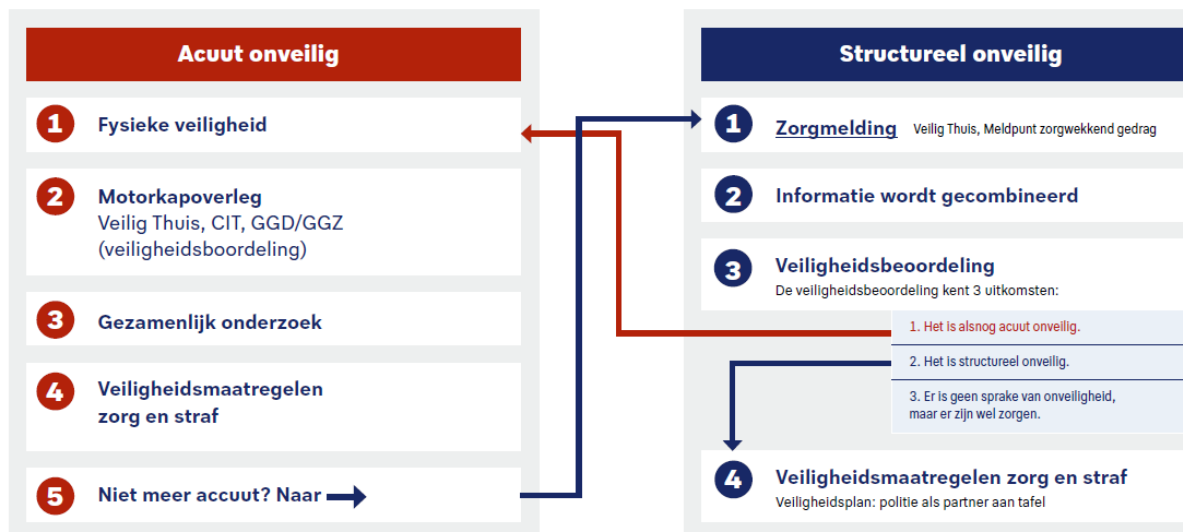 Acuut onveilig
1 Fysieke veiligheid
2 Motorkapoverleg
Veilig Thuis, CIT, GGD/GGZ
(veiligheidsboordeling)
3 Gezamenlijk onderzoek
4 Veiligheidsmaatregelen
zorg en straf
5 Niet meer accuut? Naar
Structureel onveilig
1 Zorgmelding Veilig Thuis, Meldpunt zorgwekkend gedrag
2 Informatie wordt gecombineerd
3 Veiligheidsbeoordeling
De veiligheidsbeoordeling kent 3 uitkomsten:
1. Het is alsnog acuut onveilig.
2. Het is structureel onveilig.
3. Er is geen sprake van onveiligheid,
maar er zijn wel zorgen.
4 Veiligheidsmaatregelen zorg en straf
Veiligheidsplan: politie als partner aan tafel